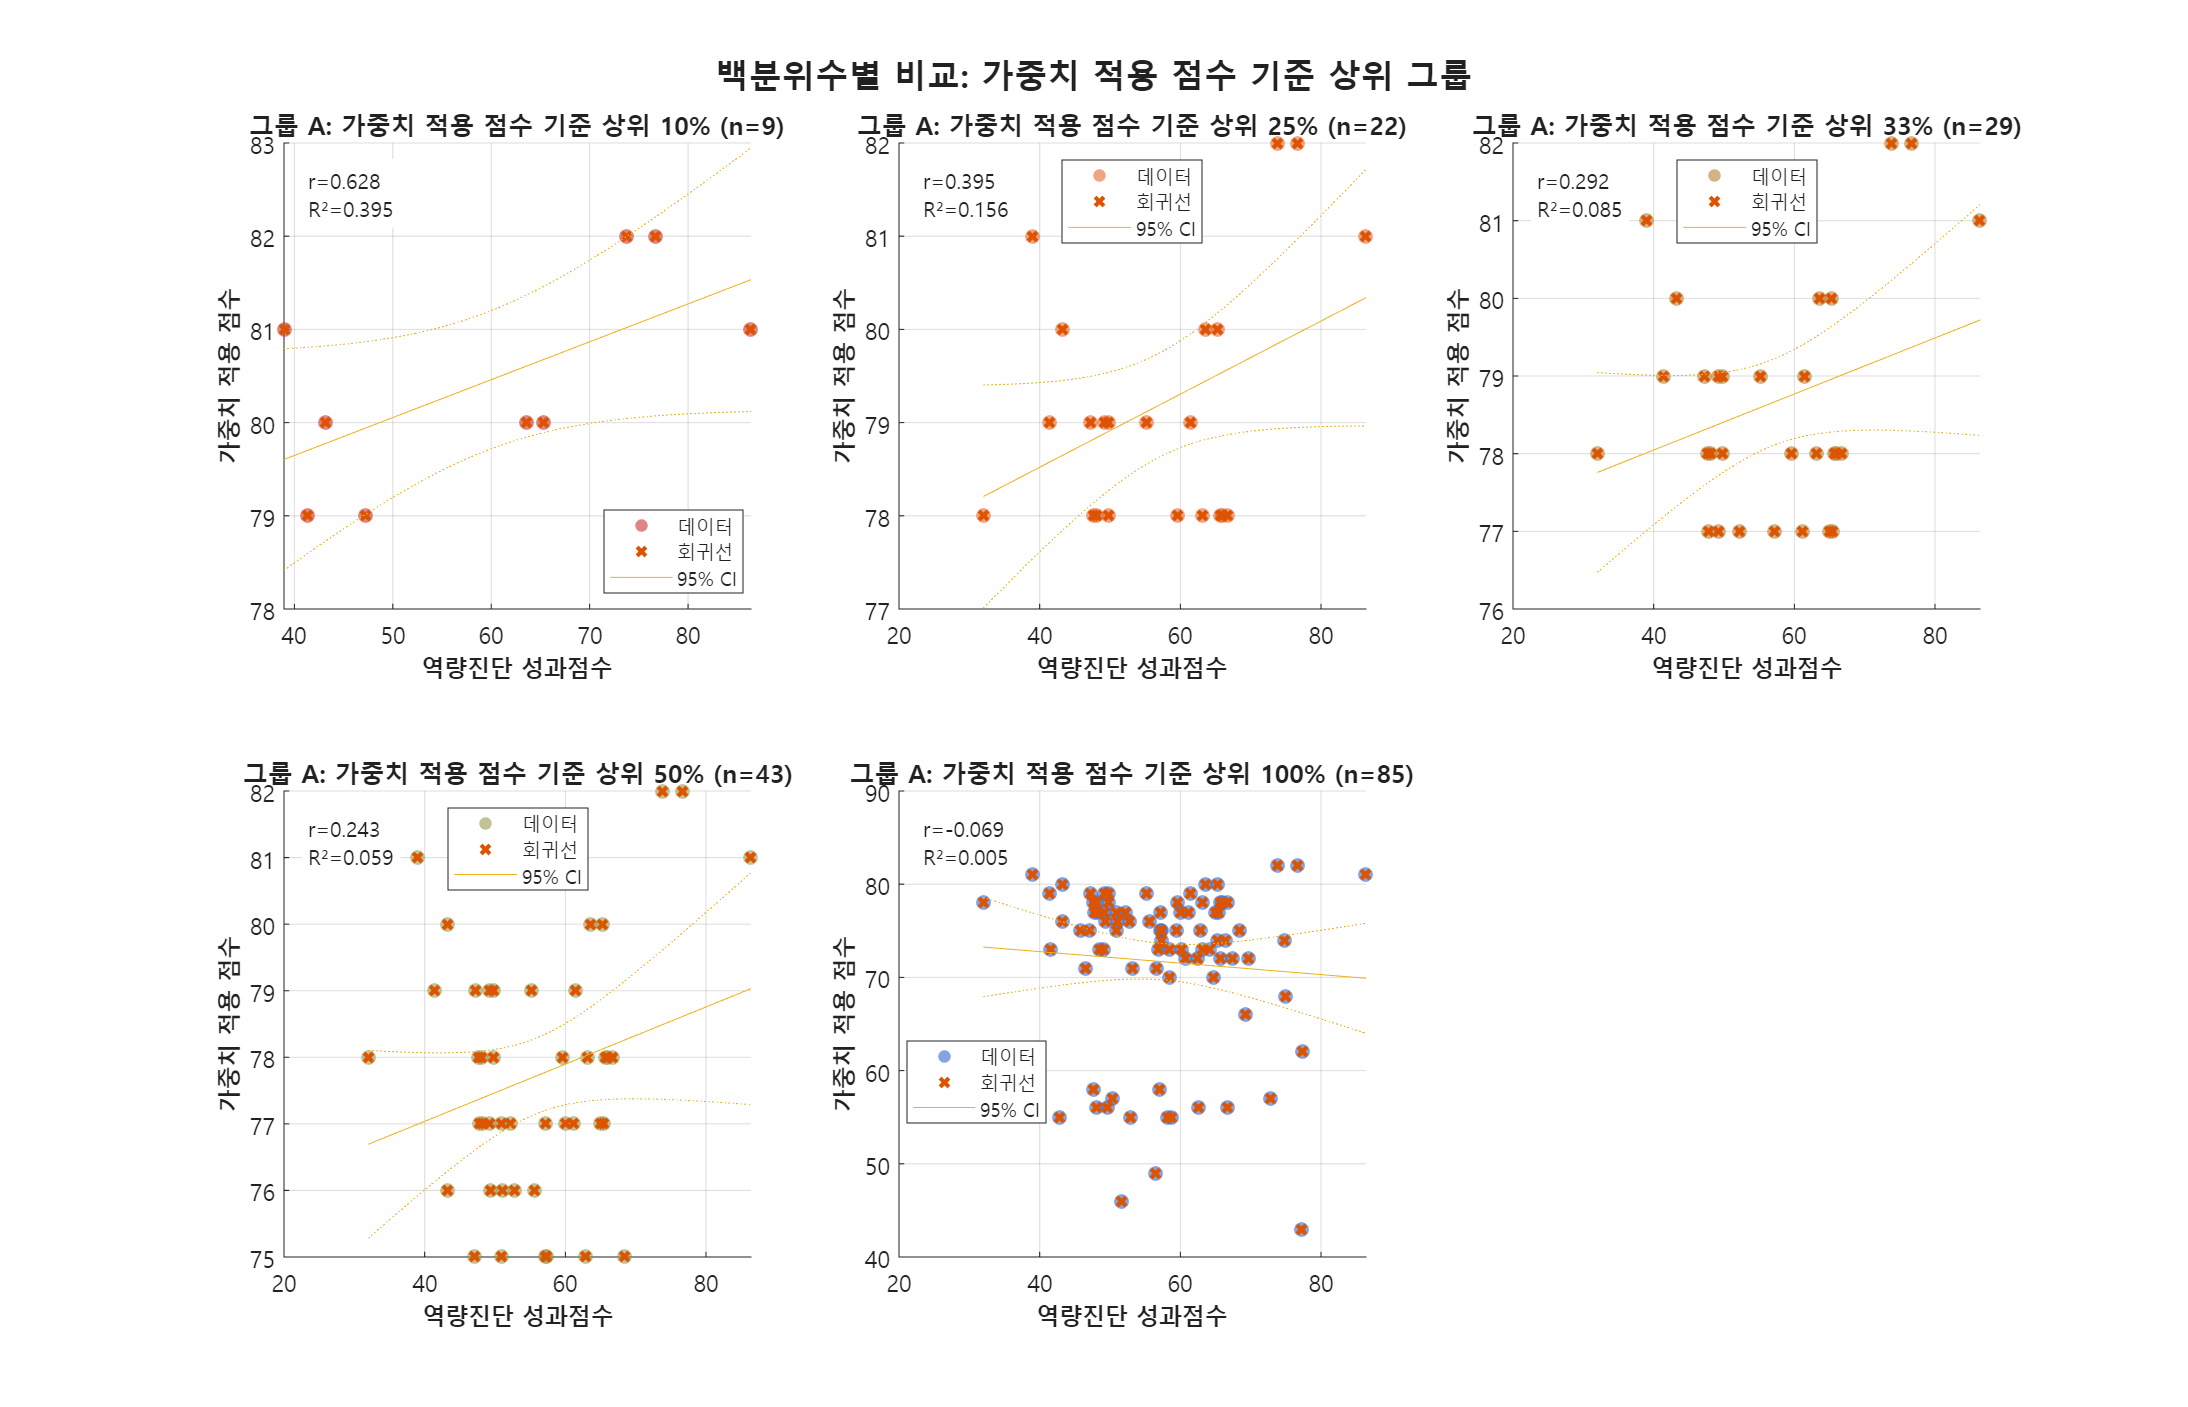 백분위수별 비교: 가중치 적용 점수 기준 상위 그룹
그룹 A: 가중치 적용 점수 기준 상위 10% (n=9)
83
82
81
80
79
78
가중치 적용 점수
r=0.628
R²=0.395
데이터
회귀선
95% CI
40 50 60 70 80
역량진단 성과점수
그룹 A: 가중치 적용 점수 기준 상위 25% (n=22)
82
81
80
79
78
77
가중치 적용 점수
r=0.395
R²=0.156
데이터
회귀선
95% CI
20 40 60 80
역량진단 성과점수
그룹 A: 가중치 적용 점수 기준 상위 33% (n=29)
82
81
80
79
78
77
76
가중치 적용 점수
r=0.292
R²=0.085
데이터
회귀선
95% CI
20 40 60 80
역량진단 성과점수
그룹 A: 가중치 적용 점수 기준 상위 50% (n=43)
82
81
80
79
78
77
76
75
가중치 적용 점수
r=0.243
R²=0.059
데이터
회귀선
95% CI
20 40 60 80
역량진단 성과점수
그룹 A: 가중치 적용 점수 기준 상위 100% (n=85)
90
80
70
60
50
40
가중치 적용 점수
r=-0.069
R²=0.005
데이터
회귀선
95% CI
20 40 60 80
역량진단 성과점수